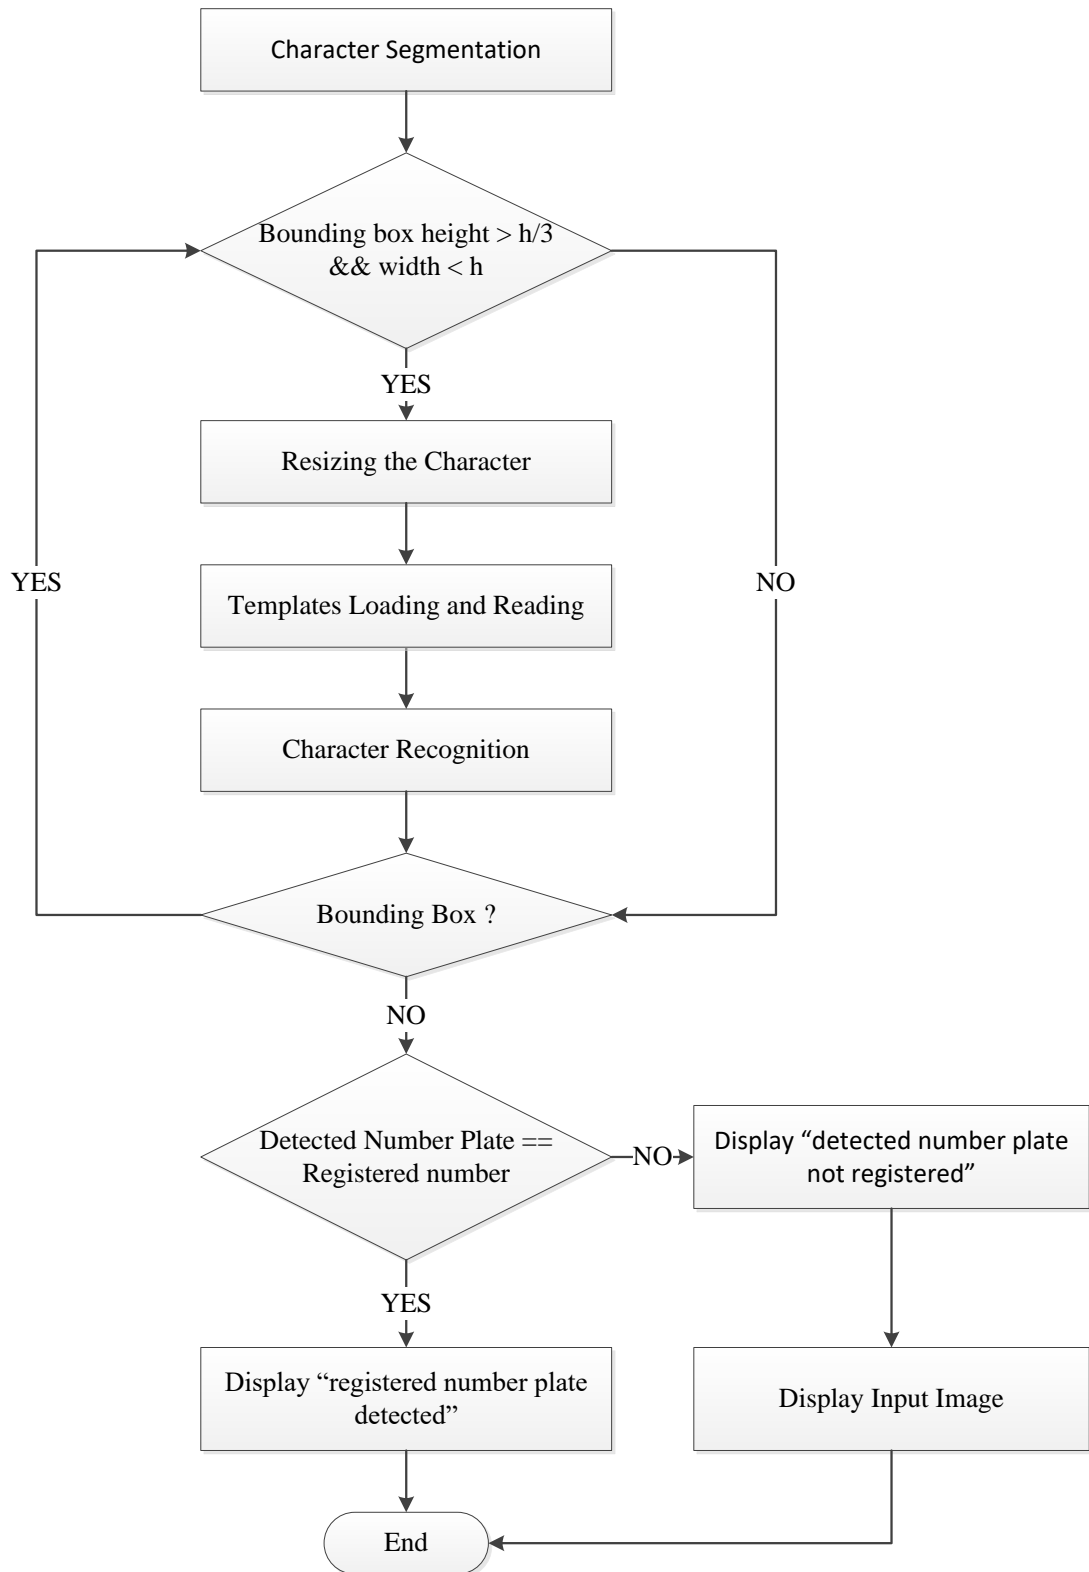 Character Segmentation
Bounding box height > h/3
&& width < h
YES
Resizing the Character
Templates Loading and Reading
YES
NO
Character Recognition
Bounding Box ?
NO
Detected Number Plate ==
Registered number
NO
Display “detected number plate
not registered”
YES
Display “registered number plate
detected”
Display Input Image
End